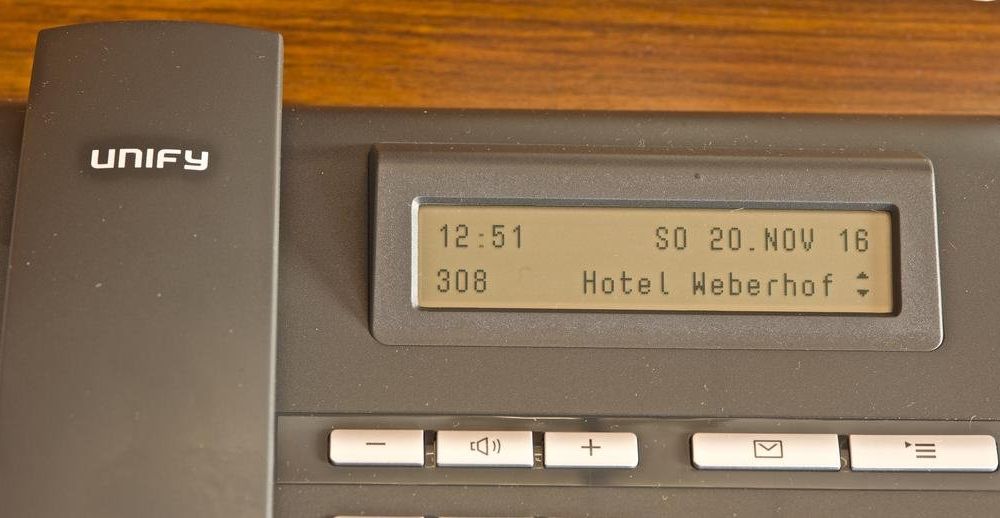 UNIFY
12:51 SO 20.NOV 16
308 Hotel Weberhof